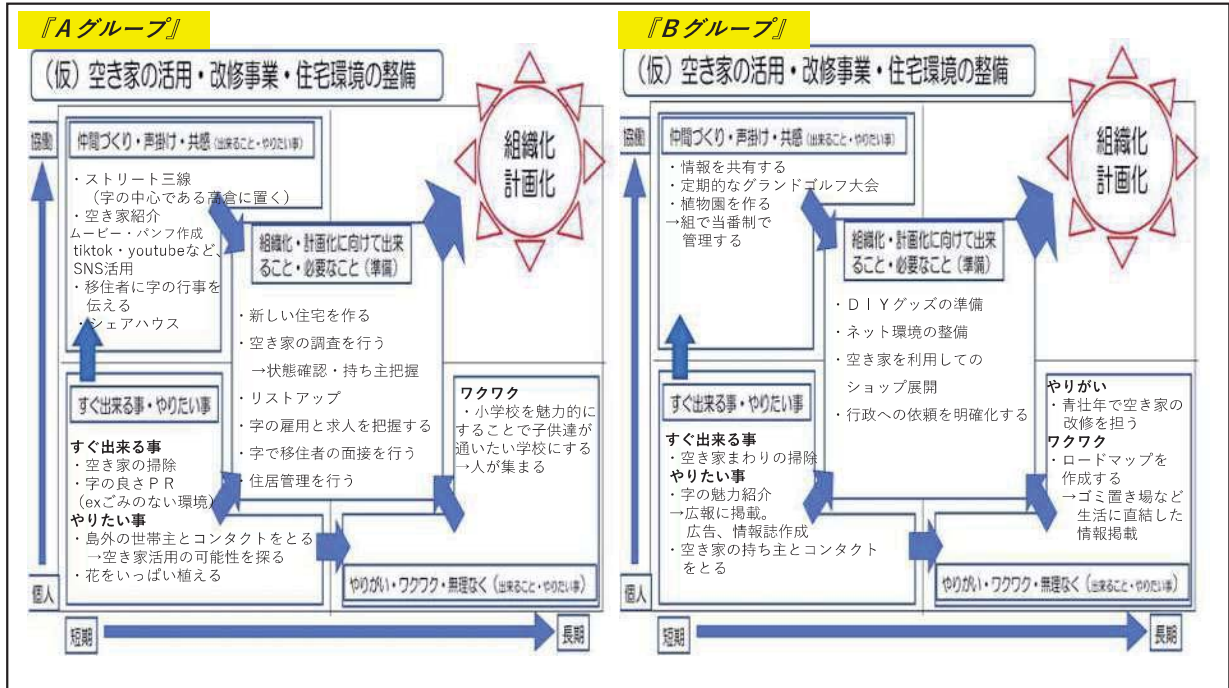 『Aグループ』
(仮)空き家の活用・改修事業・住宅環境の整備
組織化
計画化
協働
仲間づくり・声掛け・共感(出来ること・やりたい事)
・ストリート三線
(字の中心である高倉に置く)
・空き家紹介
ムービー・パンフ作成
tiktok・youtubeなど、
SNS活用
・移住者に字の行事を
伝える
・シェアハウス
組織化・計画化に向けて出来
ること・必要なこと(準備)
・新しい住宅を作る
・空き家の調査を行う
→状態確認・持ち主把握
・リストアップ
・字の雇用と求人を把握する
・字で移住者の面接を行う
・住居管理を行う
すぐ出来る事・やりたい事
すぐ出来る事
・空き家の掃除
・字の良さPR
(exごみのない環境)
やりたい事
・島外の世帯主とコンタクトをとる
→空き家活用の可能性を探る
・花をいっぱい植える
ワクワク
・小学校を魅力的に
することで子供達が
通いたい学校にする
→人が集まる
やりがい・ワクワク・無理なく(出来ること・やりたい事)
個人
短期
長期
『Bグループ』
(仮)空き家の活用・改修事業・住宅環境の整備
組織化
計画化
協働
仲間づくり・声掛け・共感(出来ること・やりたい事)
・情報を共有する
・定期的なグランドゴルフ大会
・植物園を作る
→組で当番制で
管理する
組織化・計画化に向けて出来
ること・必要なこと(準備)
・DIYグッズの準備
・ネット環境の整備
・空き家を利用しての
ショップ展開
・行政への依頼を明確化する
すぐ出来る事・やりたい事
すぐ出来る事
・空き家まわりの掃除
やりたい事
・字の魅力紹介
→広報に掲載。
広告、情報誌作成
・空き家の持ち主とコンタクト
をとる
やりがい
・青壮年で空き家の
改修を担う
ワクワク
・ロードマップを
作成する
→ゴミ置き場など
生活に直結した
情報掲載
やりがい・ワクワク・無理なく(出来ること・やりたい事)
個人
短期
長期